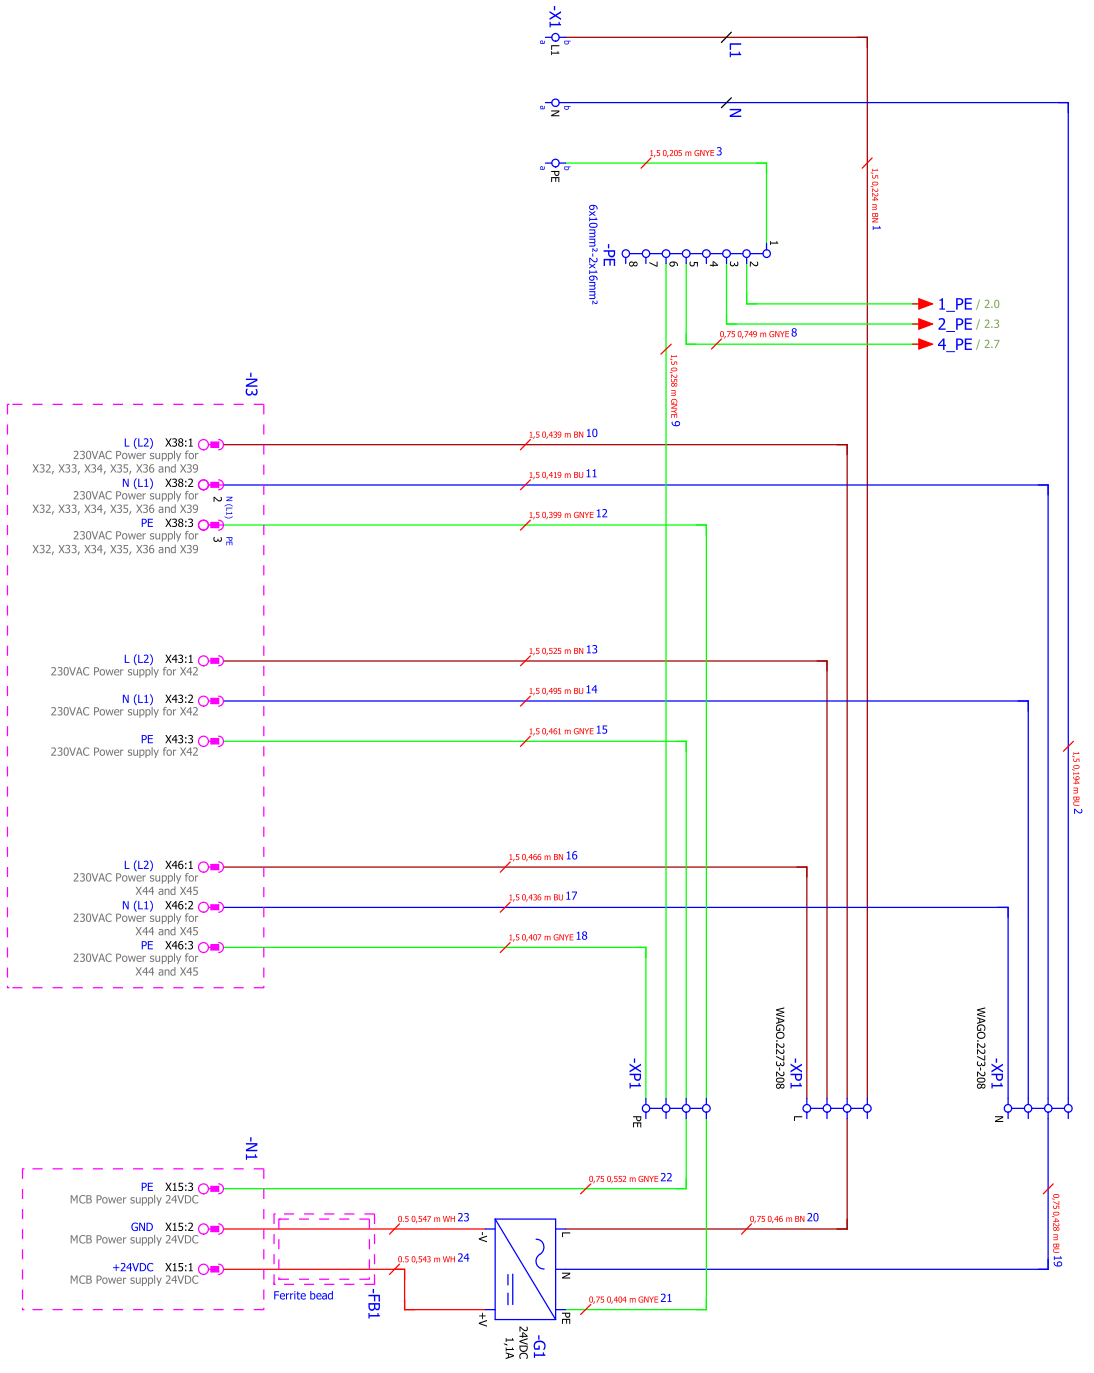 -X1
a
b
L1
L1
a
b
N
N
a
b
PE
1,5 0,205 m GNYE 3
1,5 0,224 m BN 1
6x10mm²-2x16mm²
-PE
8
7
6
5
4
3
2
1
1_PE / 2.0
2_PE / 2.3
4_PE / 2.7
0,75 0,749 m GNYE 8
1,5 0,258 m GNYE 9
-N3
L (L2) X38:1
230VAC Power supply for
X32, X33, X34, X35, X36 and X39
1,5 0,439 m BN 10
N (L1) X38:2
230VAC Power supply for
X32, X33, X34, X35, X36 and X39
2
N (L1)
1,5 0,419 m BU 11
PE X38:3
230VAC Power supply for
X32, X33, X34, X35, X36 and X39
3
PE
1,5 0,399 m GNYE 12
L (L2) X43:1
230VAC Power supply for X42
1,5 0,525 m BN 13
N (L1) X43:2
230VAC Power supply for X42
1,5 0,495 m BU 14
PE X43:3
230VAC Power supply for X42
1,5 0,461 m GNYE 15
1,5 0,194 m BU 2
L (L2) X46:1
230VAC Power supply for
X44 and X45
1,5 0,466 m BN 16
N (L1) X46:2
230VAC Power supply for
X44 and X45
1,5 0,436 m BU 17
PE X46:3
230VAC Power supply for
X44 and X45
1,5 0,407 m GNYE 18
-XP1
PE
WAGO.2273-208
-XP1
L
WAGO.2273-208
-XP1
N
-N1
PE X15:3
MCB Power supply 24VDC
0,75 0,552 m GNYE 22
GND X15:2
MCB Power supply 24VDC
0.5 0,547 m WH 23
-V
L
0,75 0,46 m BN 20
0,75 0,428 m BU 19
+24VDC X15:1
MCB Power supply 24VDC
0.5 0,543 m WH 24
N
Ferrite bead
-FB1
+V
PE
0,75 0,404 m GNYE 21
-G1
24VDC
1,1A